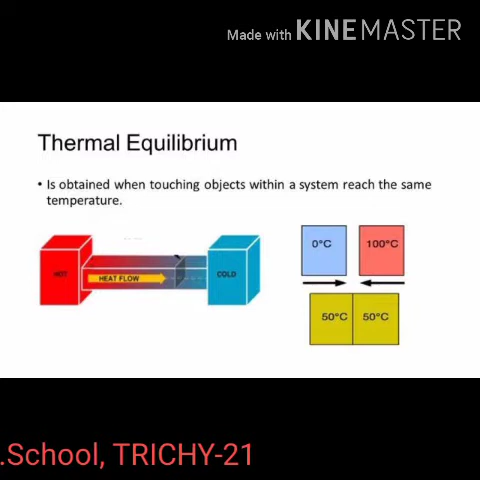 Made with KINEMASTER
Thermal Equilibrium
• Is obtained when touching objects within a system reach the same
temperature.
HOT
HEAT FLOW
COLD
0°C
100°C
50°C
50°C
.School, TRICHY-21